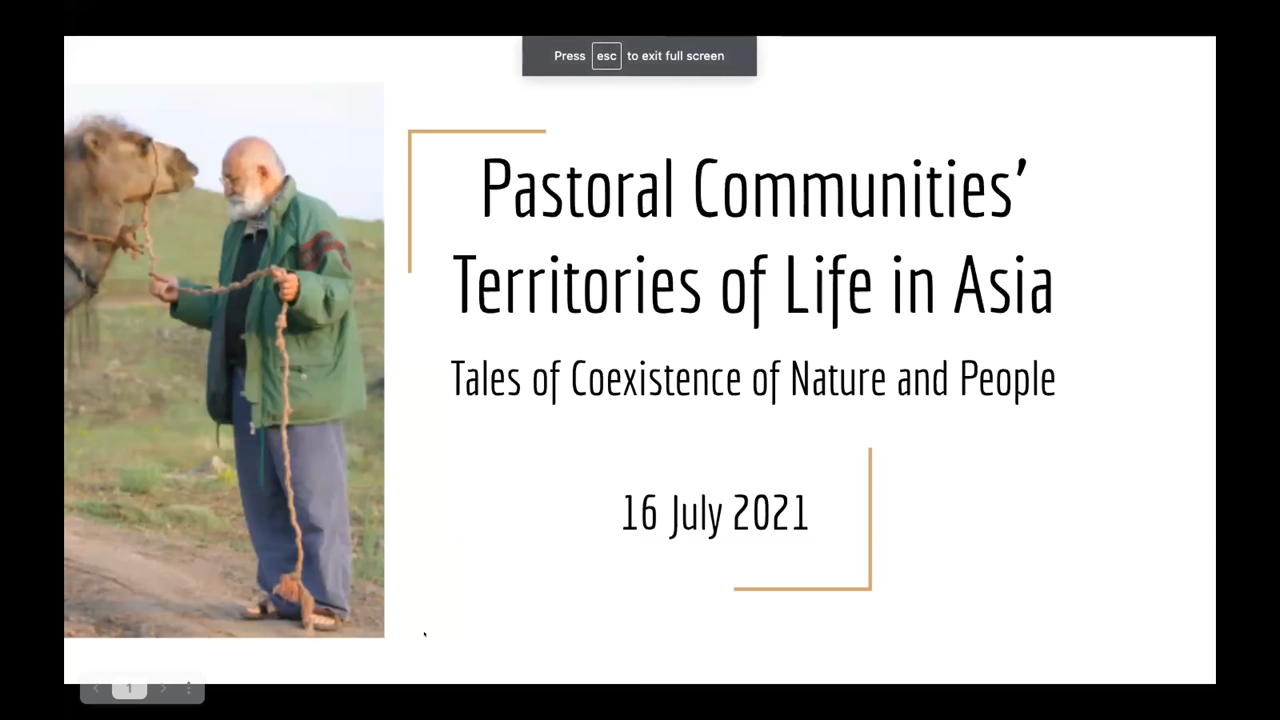 Press esc to exit full screen
Pastoral Communities’
Territories of Life in Asia
Tales of Coexistence of Nature and People
16 July 2021
1